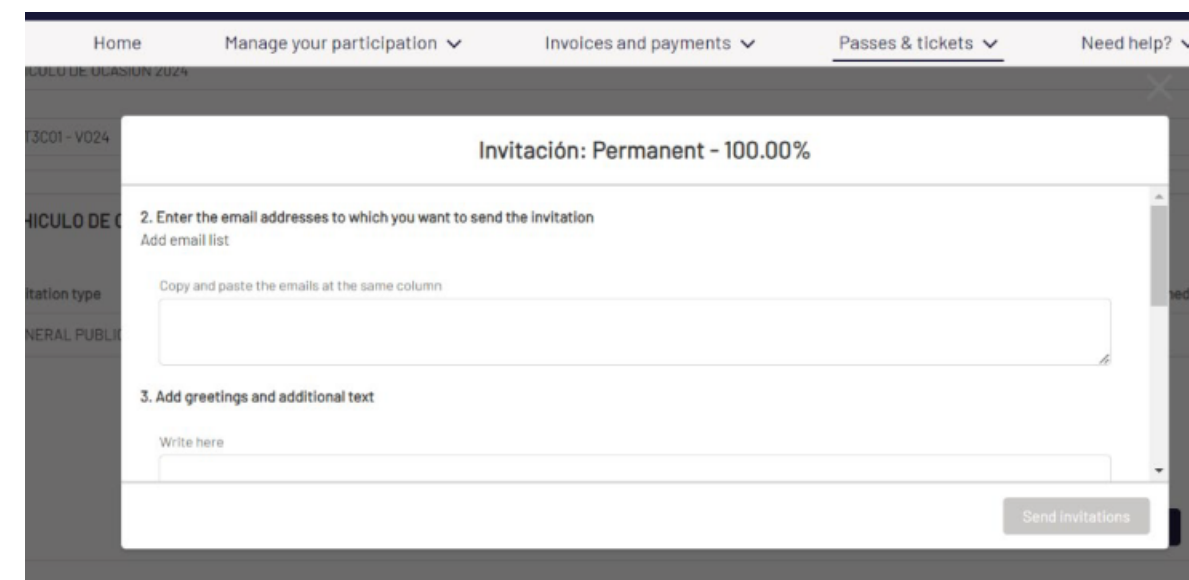 Home Manage your participation Invoices and payments Passes & tickets Need help?
VO24
Invitación: Permanent - 100.00%
2. Enter the email addresses to which you want to send the invitation
Add email list
Copy and paste the emails at the same column
3. Add greetings and additional text
Write here
Send invitations